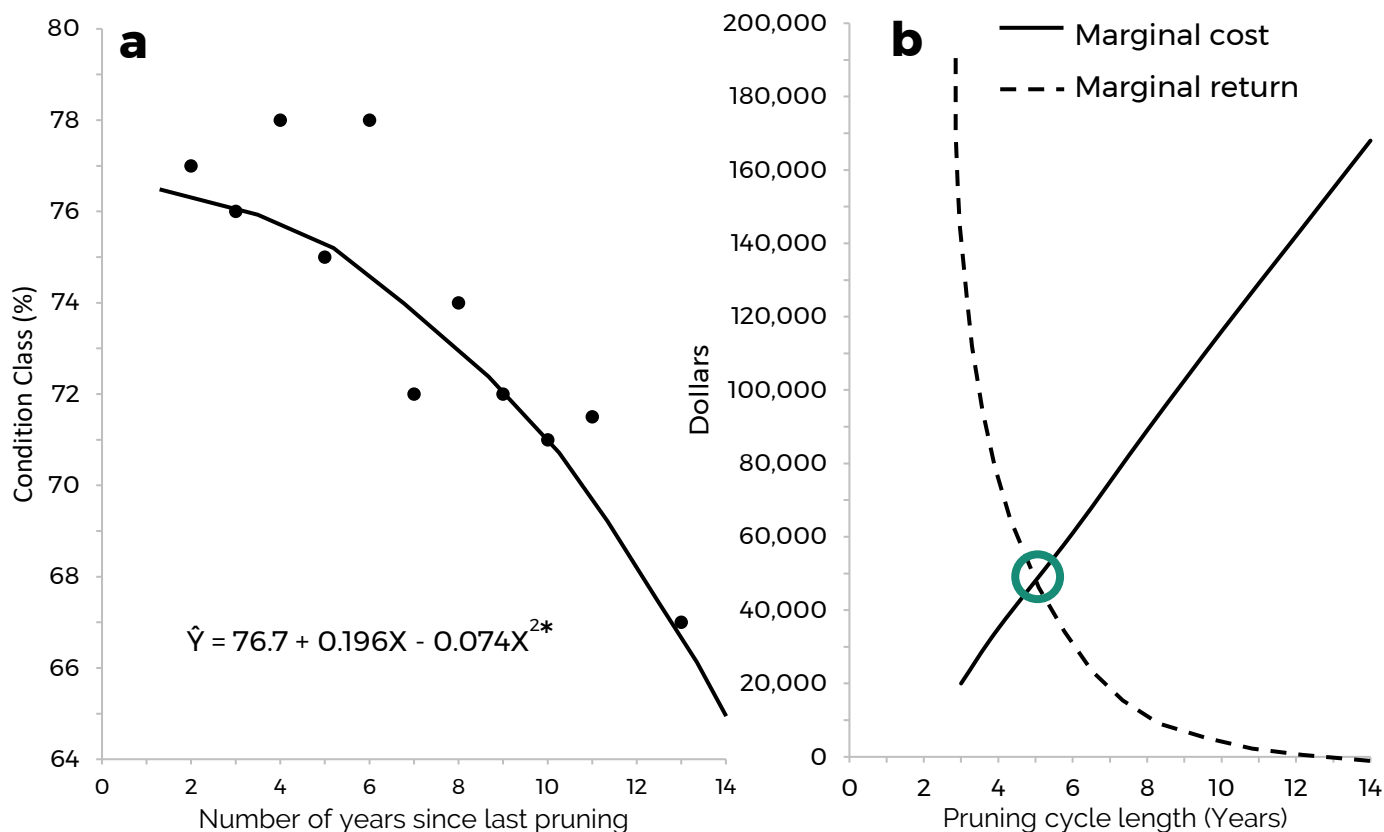 a
80
78
76
74
72
70
68
66
64
Condition Class (%)
Ŷ = 76.7 + 0.196X - 0.074X²*
0 2 4 6 8 10 12 14
Number of years since last pruning
b
Marginal cost
Marginal return
200,000
180,000
160,000
140,000
120,000
100,000
80,000
60,000
40,000
20,000
0
Dollars
0 2 4 6 8 10 12 14
Pruning cycle length (Years)